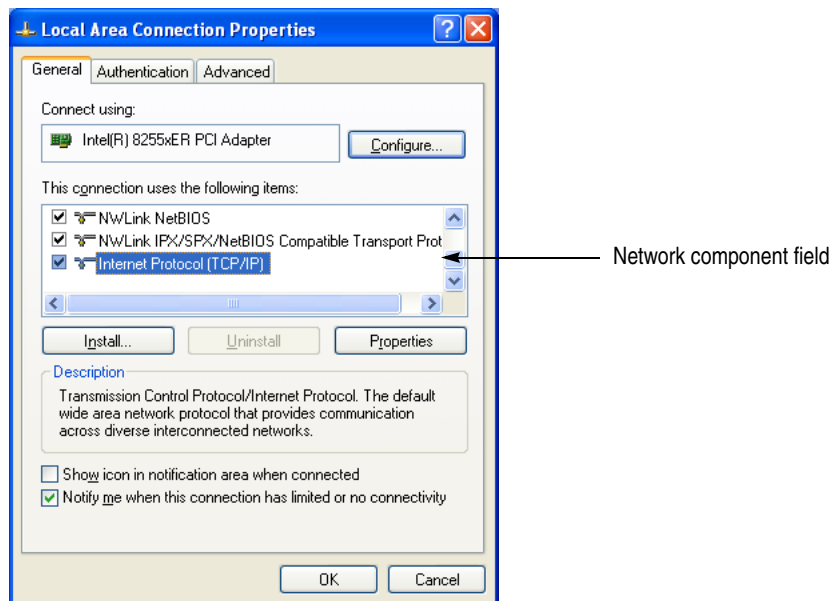 Local Area Connection Properties
General Authentication Advanced
Connect using:
Intel(R) 8255xER PCI Adapter
Configure...
This connection uses the following items:
NWLink NetBIOS
NWLink IPX/SPX/NetBIOS Compatible Transport Prot
Internet Protocol (TCP/IP)
Network component field
Install... Uninstall Properties
Description
Transmission Control Protocol/Internet Protocol. The default
wide area network protocol that provides communication
across diverse interconnected networks.
Show icon in notification area when connected
Notify me when this connection has limited or no connectivity
OK Cancel